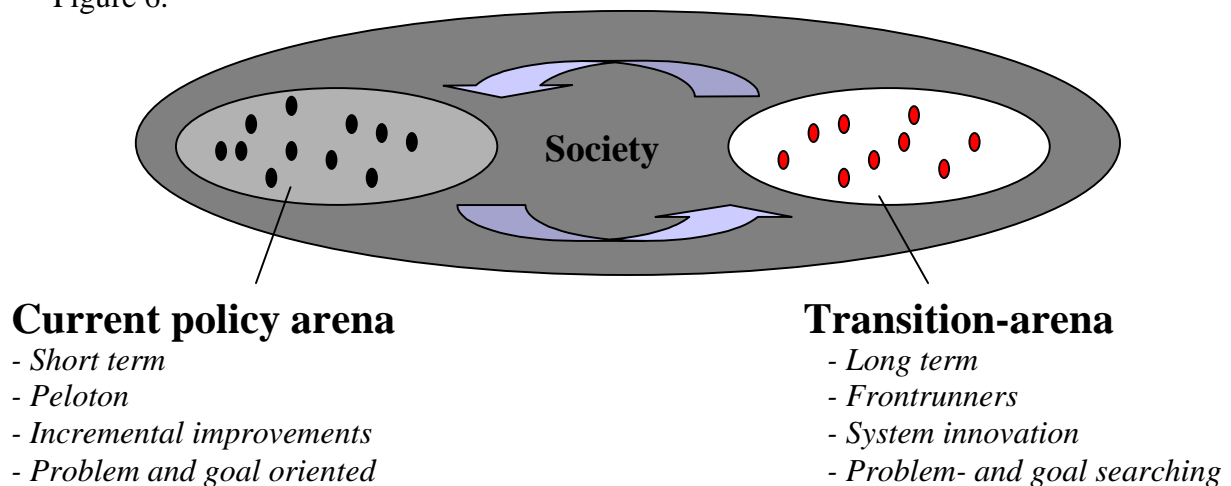 Figure 6.
Society
Current policy arena
- Short term
- Peloton
- Incremental improvements
- Problem and goal oriented
Transition-arena
- Long term
- Frontrunners
- System innovation
- Problem- and goal searching